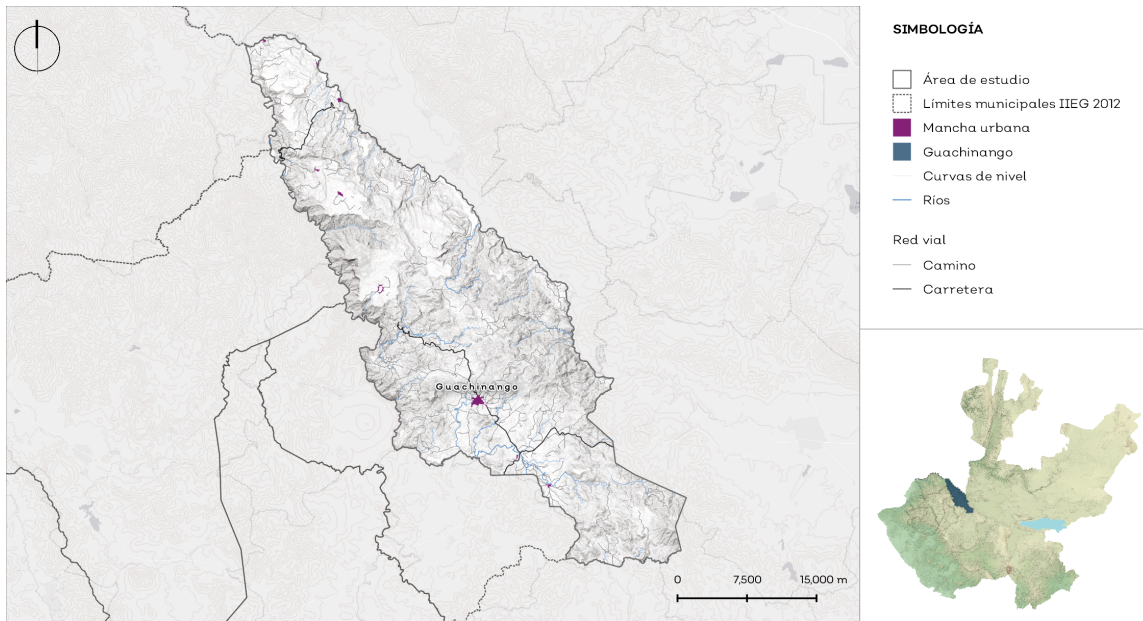 Guachinango
0 7,500 15,000 m
SIMBOLOGÍA
Área de estudio
Límites municipales IIEG 2012
Mancha urbana
Guachinango
Curvas de nivel
Ríos
Red vial
Camino
Carretera